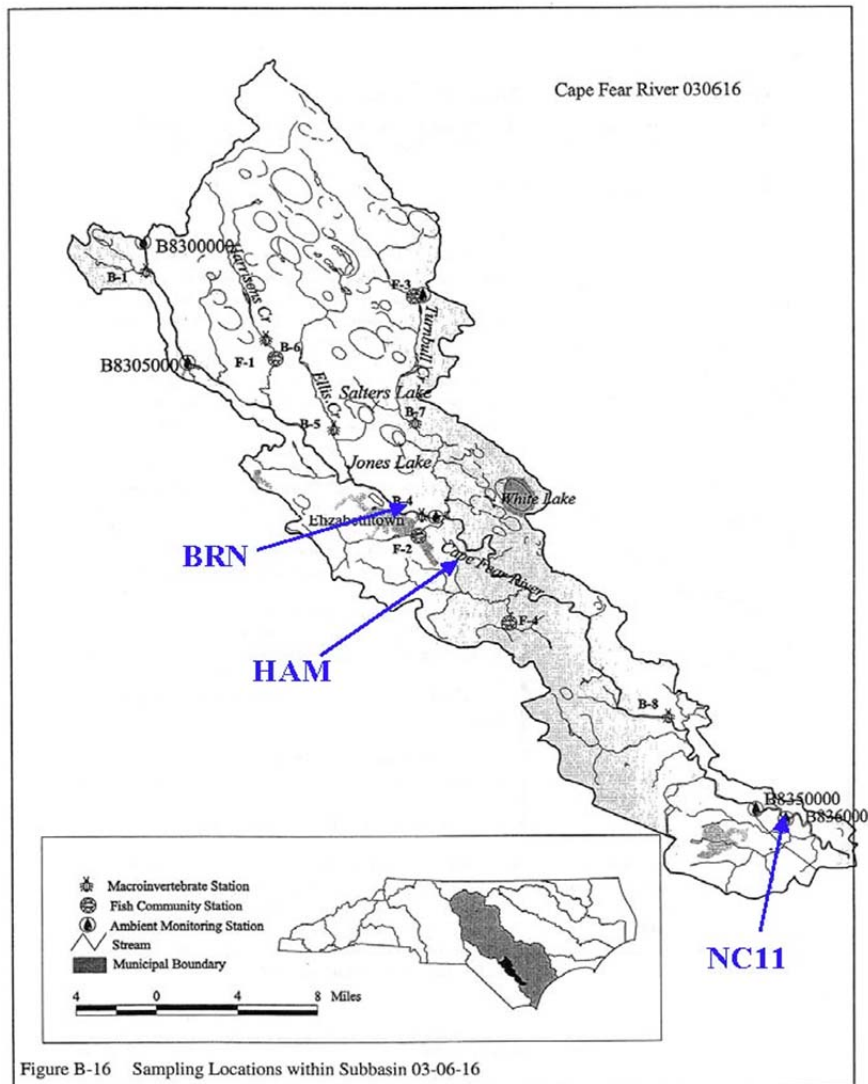 Cape Fear River 030616
B8300000
B-1
Harrisons Cr
F-3
Turnbull Cr.
B8305000
F-1
B-6
Ellis Cr
Salters Lake
B-5
B-7
Jones Lake
White Lake
B-4
Elizabethtown
BRN
F-2
Cape Fear River
HAM
F-4
B-8
B8350000
B836000
Macroinvertebrate Station
Fish Community Station
Ambient Monitoring Station
Stream
Municipal Boundary
4 0 4 8 Miles
NC11
Figure B-16 Sampling Locations within Subbasin 03-06-16